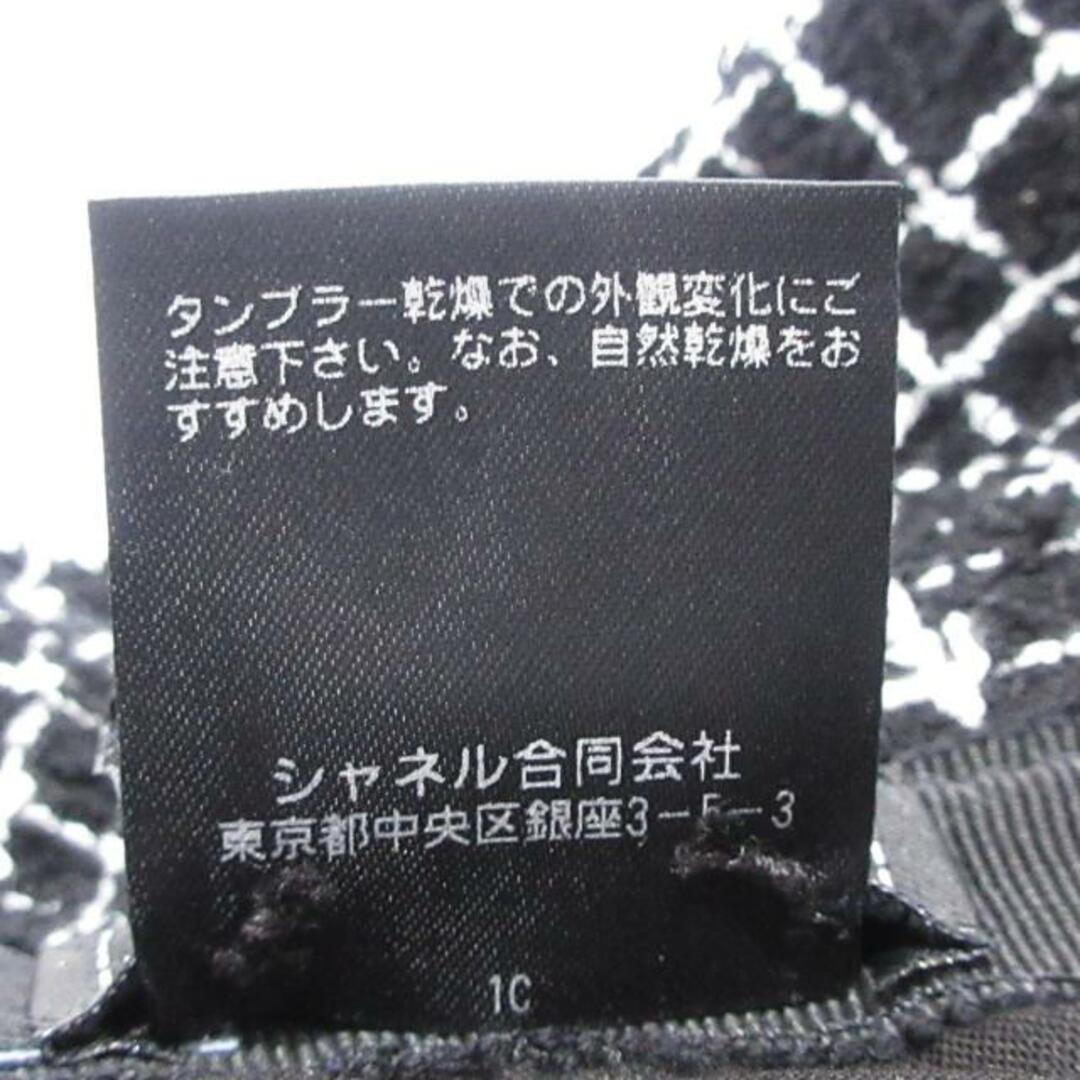 タンブラー乾燥での外観変化にご
注意下さい。なお、自然乾燥をお
すすめします。
シャネル合同会社
東京都中央区銀座3-5-3
1C